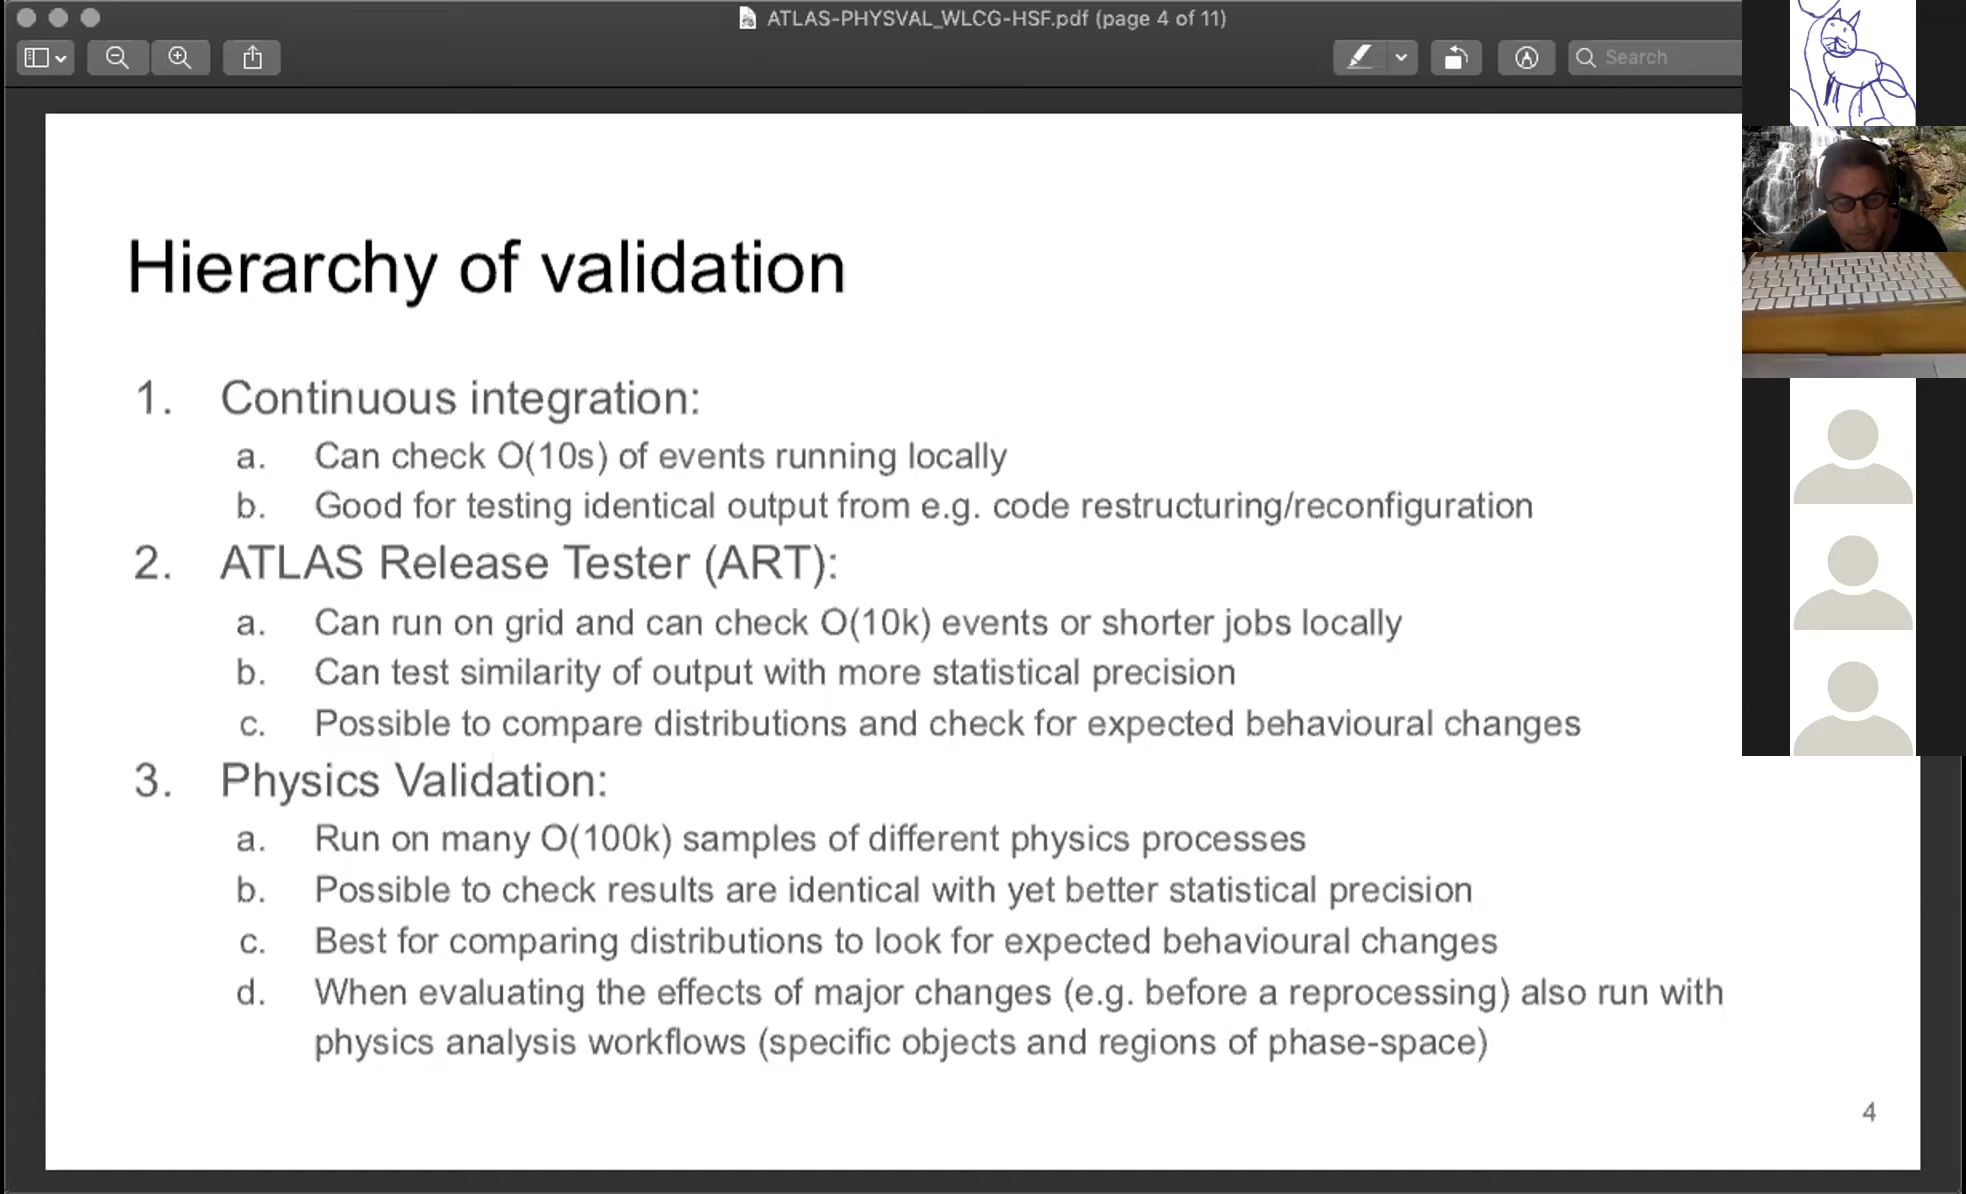 ATLAS-PHYSVAL_WLCG-HSF.pdf (page 4 of 11)
Search
Hierarchy of validation
1. Continuous integration:
a. Can check O(10s) of events running locally
b. Good for testing identical output from e.g. code restructuring/reconfiguration
2. ATLAS Release Tester (ART):
a. Can run on grid and can check O(10k) events or shorter jobs locally
b. Can test similarity of output with more statistical precision
c. Possible to compare distributions and check for expected behavioural changes
3. Physics Validation:
a. Run on many O(100k) samples of different physics processes
b. Possible to check results are identical with yet better statistical precision
c. Best for comparing distributions to look for expected behavioural changes
d. When evaluating the effects of major changes (e.g. before a reprocessing) also run with
physics analysis workflows (specific objects and regions of phase-space)
4